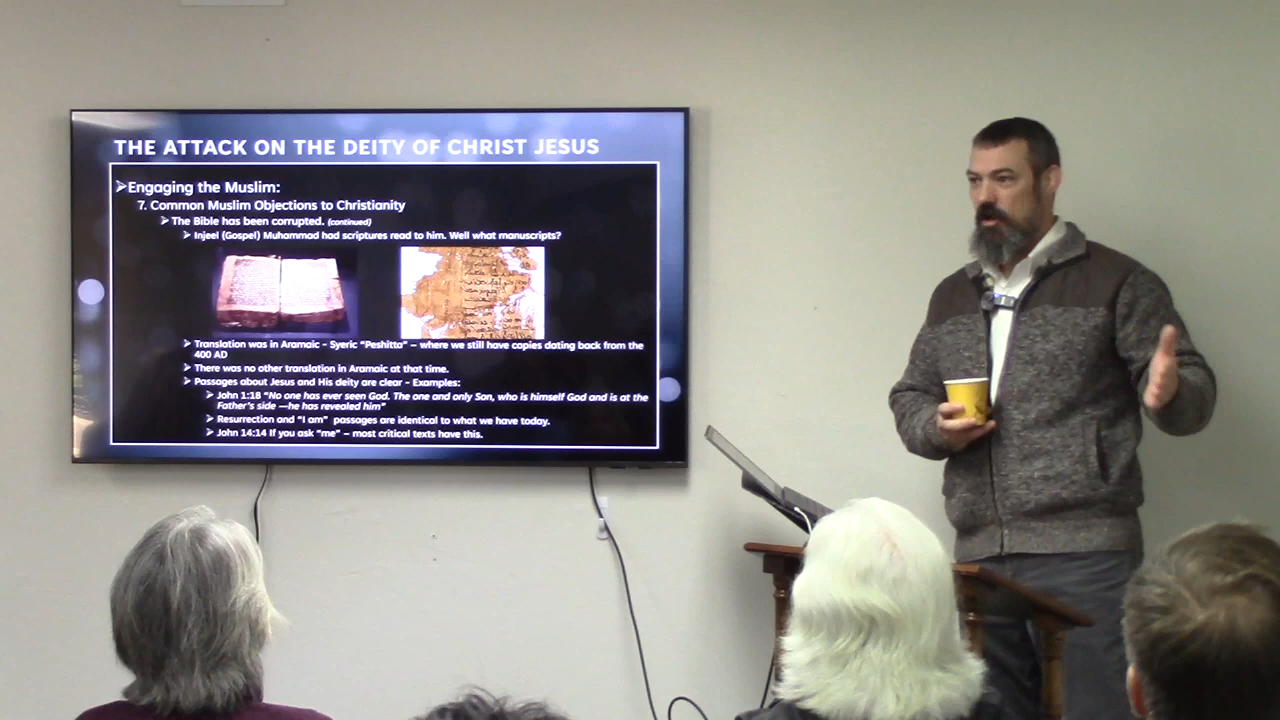 THE ATTACK ON THE DEITY OF CHRIST JESUS
➢Engaging the Muslim:
7. Common Muslim Objections to Christianity
➢ The Bible has been corrupted. (continued)
➢ Injeel (Gospel) Muhammad had scriptures read to him. Well what manuscripts?
➢ Translation was in Aramaic - Syeric "Peshitta" – where we still have copies dating back from the
400 AD
➢ There was no other translation in Aramaic at that time.
➢ Passages about Jesus and His deity are clear - Examples:
➢ John 1:18 "No one has ever seen God. The one and only Son, who is himself God and is at the
Father's side —he has revealed him"
➢ Resurrection and "I am" passages are identical to what we have today.
➢ John 14:14 If you ask "me" – most critical texts have this.